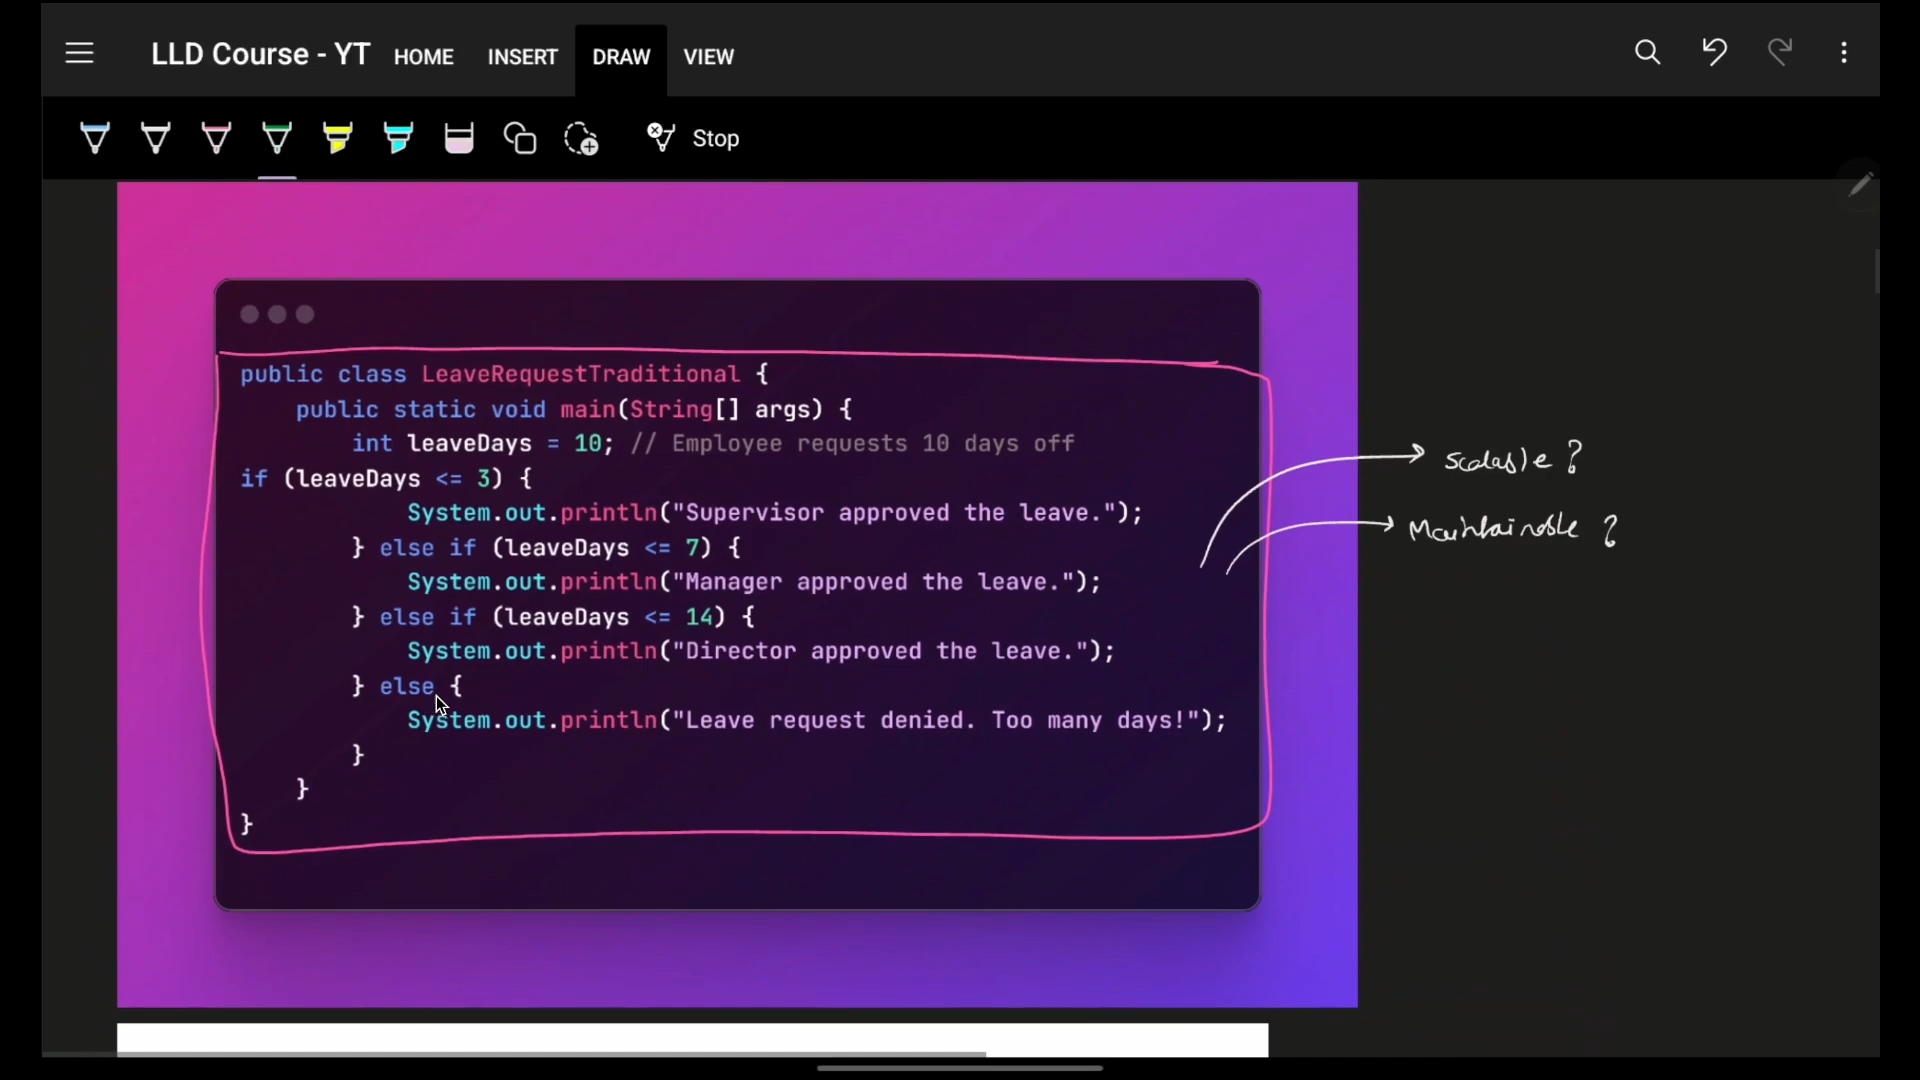 LLD Course - YT HOME INSERT DRAW VIEW
Stop
public class LeaveRequestTraditional {
public static void main(String[] args) {
int leaveDays = 10; // Employee requests 10 days off
if (leaveDays <= 3) {
System.out.println("Supervisor approved the leave.");
} else if (leaveDays <= 7) {
System.out.println("Manager approved the leave.");
} else if (leaveDays <= 14) {
System.out.println("Director approved the leave.");
} else {
System.out.println("Leave request denied. Too many days!");
}
}
}
scalable ?
Maintainable ?